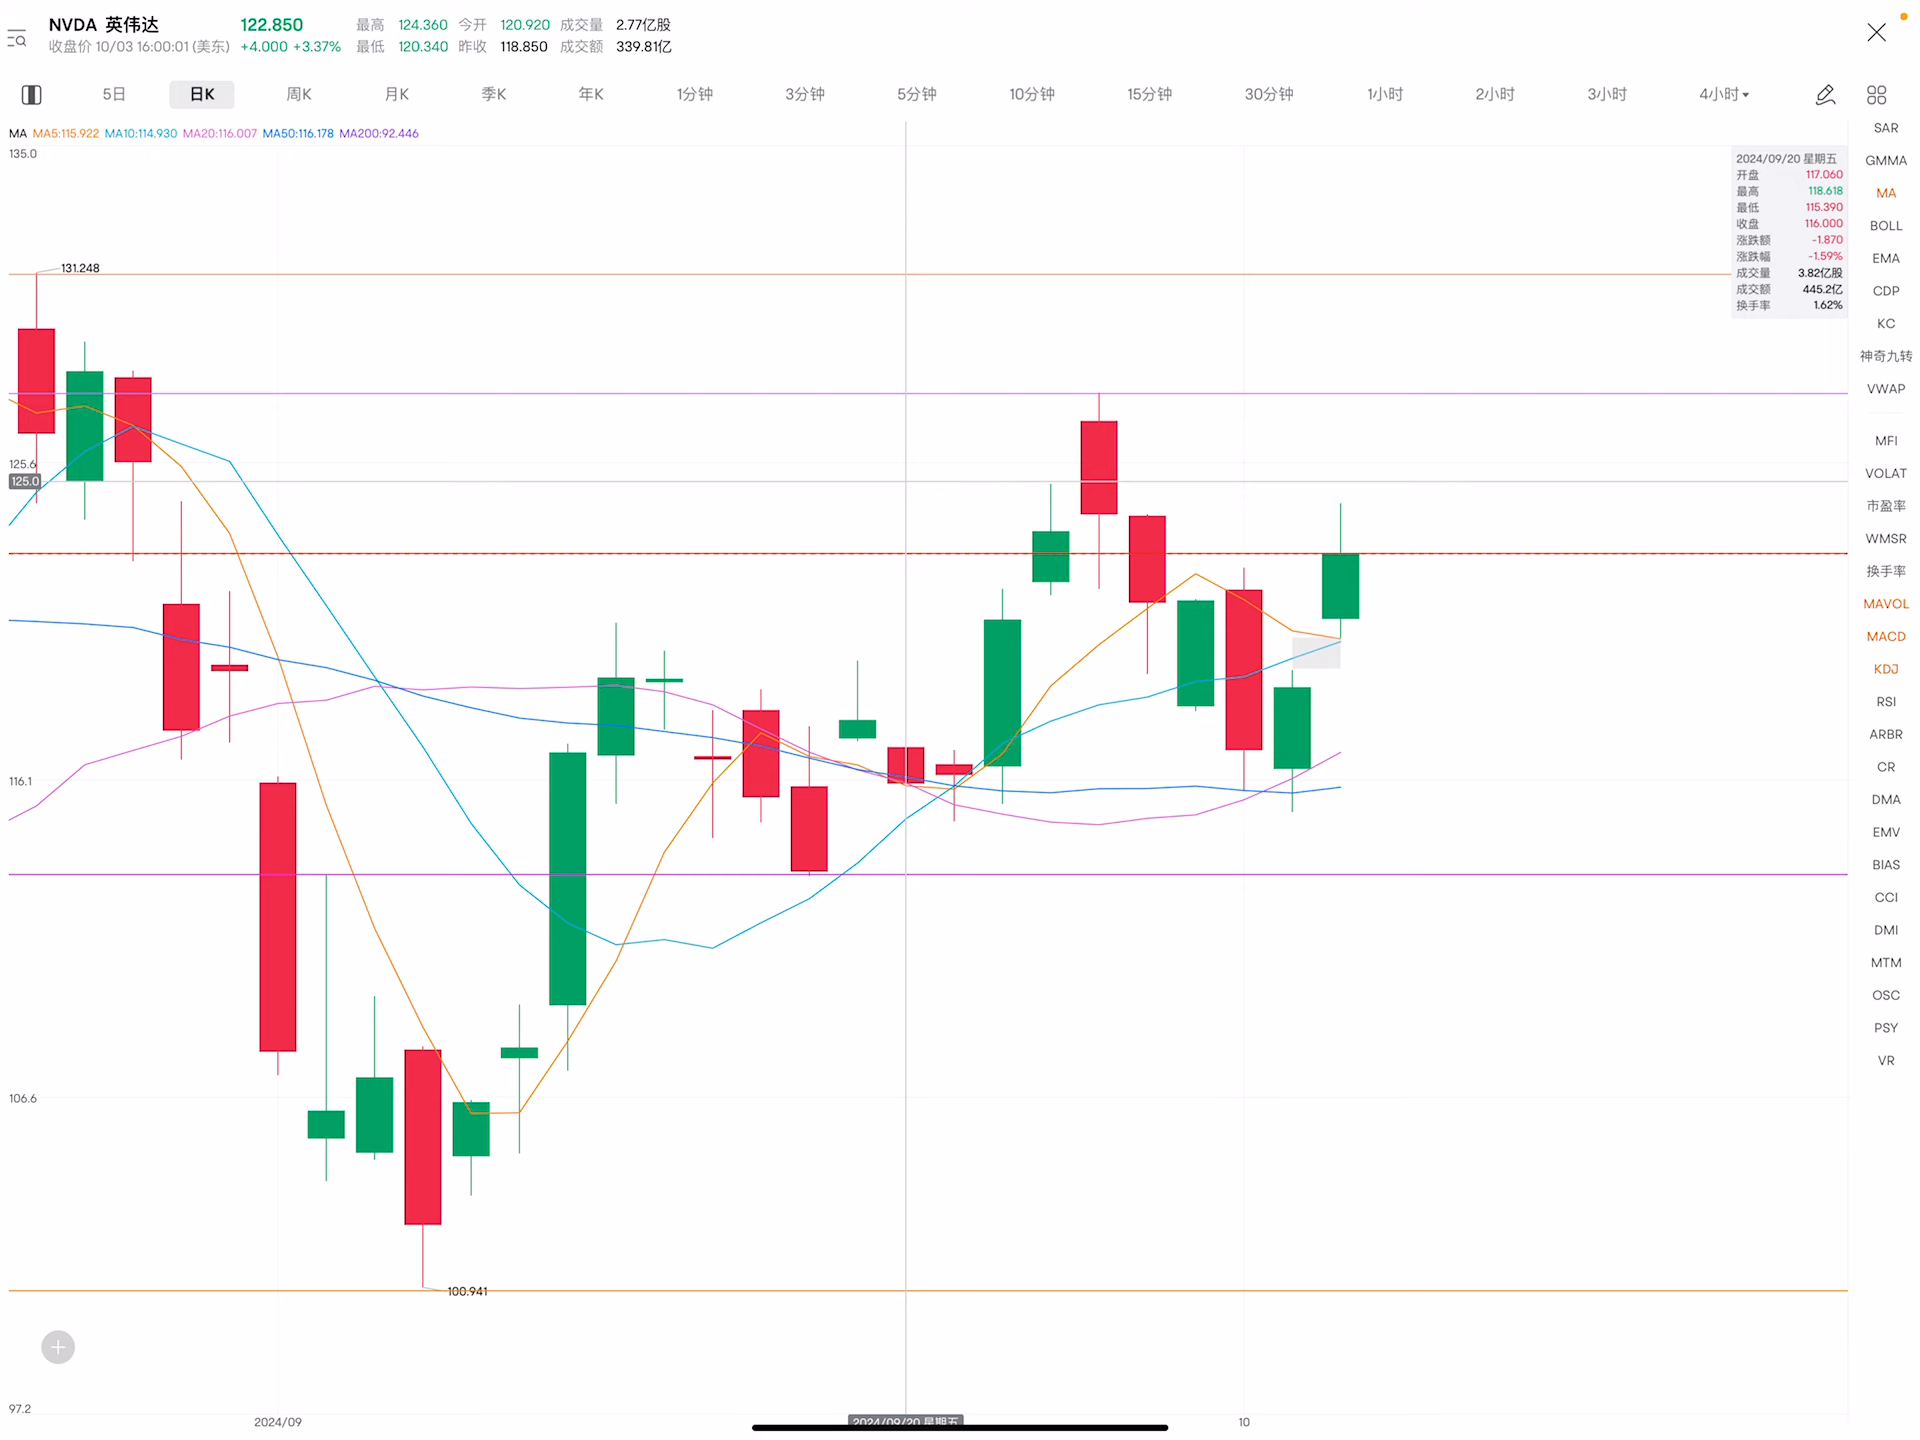 NVDA 英伟达 122.850 最高 124.360 今开 120.920 成交量 2.77亿股
收盘价 10/03 16:00:01 (美东) +4.000 +3.37% 最低 120.340 昨收 118.850 成交额 339.81亿
5日 日K 周K 月K 季K 年K 1分钟 3分钟 5分钟 10分钟 15分钟 30分钟 1小时 2小时 3小时 4小时
MA MA5:115.922 MA10:114.930 MA20:116.007 MA50:116.178 MA200:92.446
135.0
131.248
125.6
125.0
116.1
106.6
100.941
97.2
2024/09
2024/09/20 星期五
10
2024/09/20 星期五
开盘 117.060
最高 118.618
最低 115.390
收盘 116.000
涨跌额 -1.870
涨跌幅 -1.59%
成交量 3.82亿股
成交额 445.2亿
换手率 1.62%
SAR
GMMA
MA
BOLL
EMA
CDP
KC
神奇九转
VWAP
MFI
VOLAT
市盈率
WMSR
换手率
MAVOL
MACD
KDJ
RSI
ARBR
CR
DMA
EMV
BIAS
CCI
DMI
MTM
OSC
PSY
VR